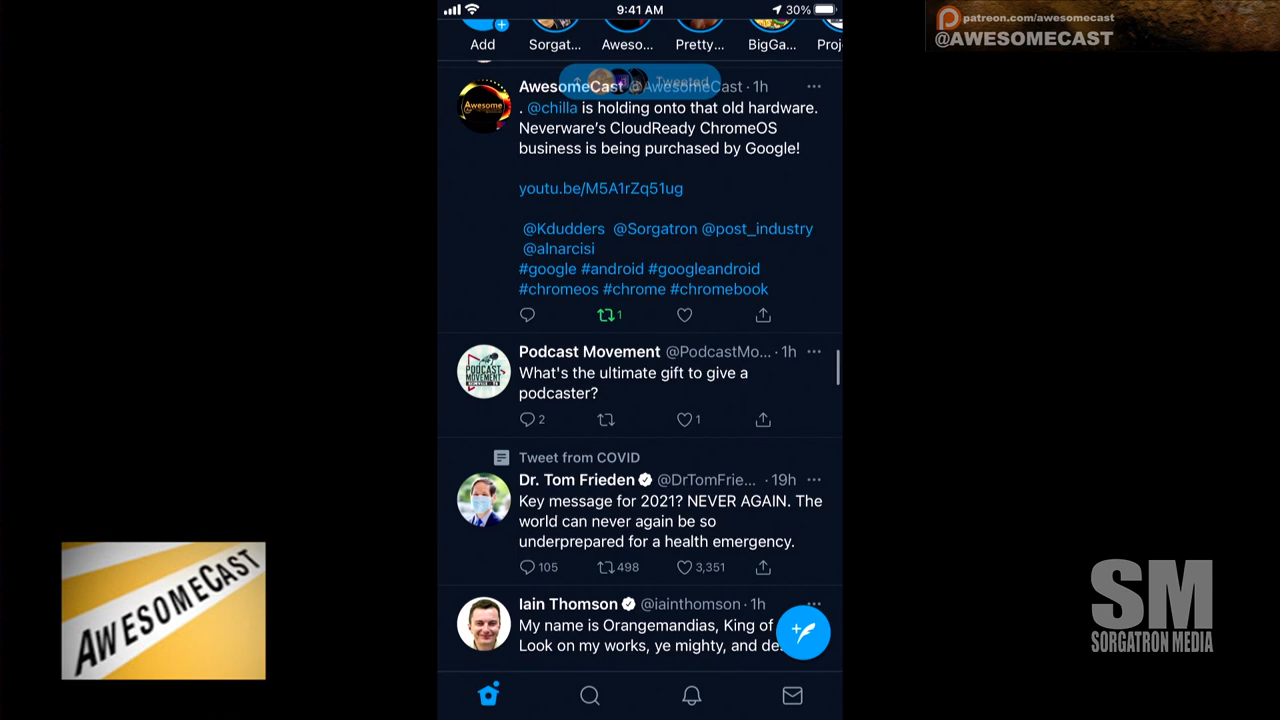 9:41 AM
30%
patreon.com/awesomecast
@AWESOMECAST
Add
Sorgat...
Aweso...
Pretty...
BigGa...
Proj
Tweeted
AwesomeCast @AwesomeCast · 1h
. @chilla is holding onto that old hardware.
Neverware's CloudReady ChromeOS
business is being purchased by Google!
youtu.be/M5A1rZq51ug
@Kdudders @Sorgatron @post_industry
@alnarcisi
#google #android #googleandroid
#chromeos #chrome #chromebook
1
Podcast Movement @PodcastMo... · 1h
What's the ultimate gift to give a
podcaster?
2
1
PODCAST
MOVEMENT
Tweet from COVID
Dr. Tom Frieden @DrTomFrie... · 19h
Key message for 2021? NEVER AGAIN. The
world can never again be so
underprepared for a health emergency.
105
498
3,351
Iain Thomson @iainthomson · 1h
My name is Orangemandias, King of
Look on my works, ye mighty, and de
AWESOMECAST
SM
SORGATRON MEDIA